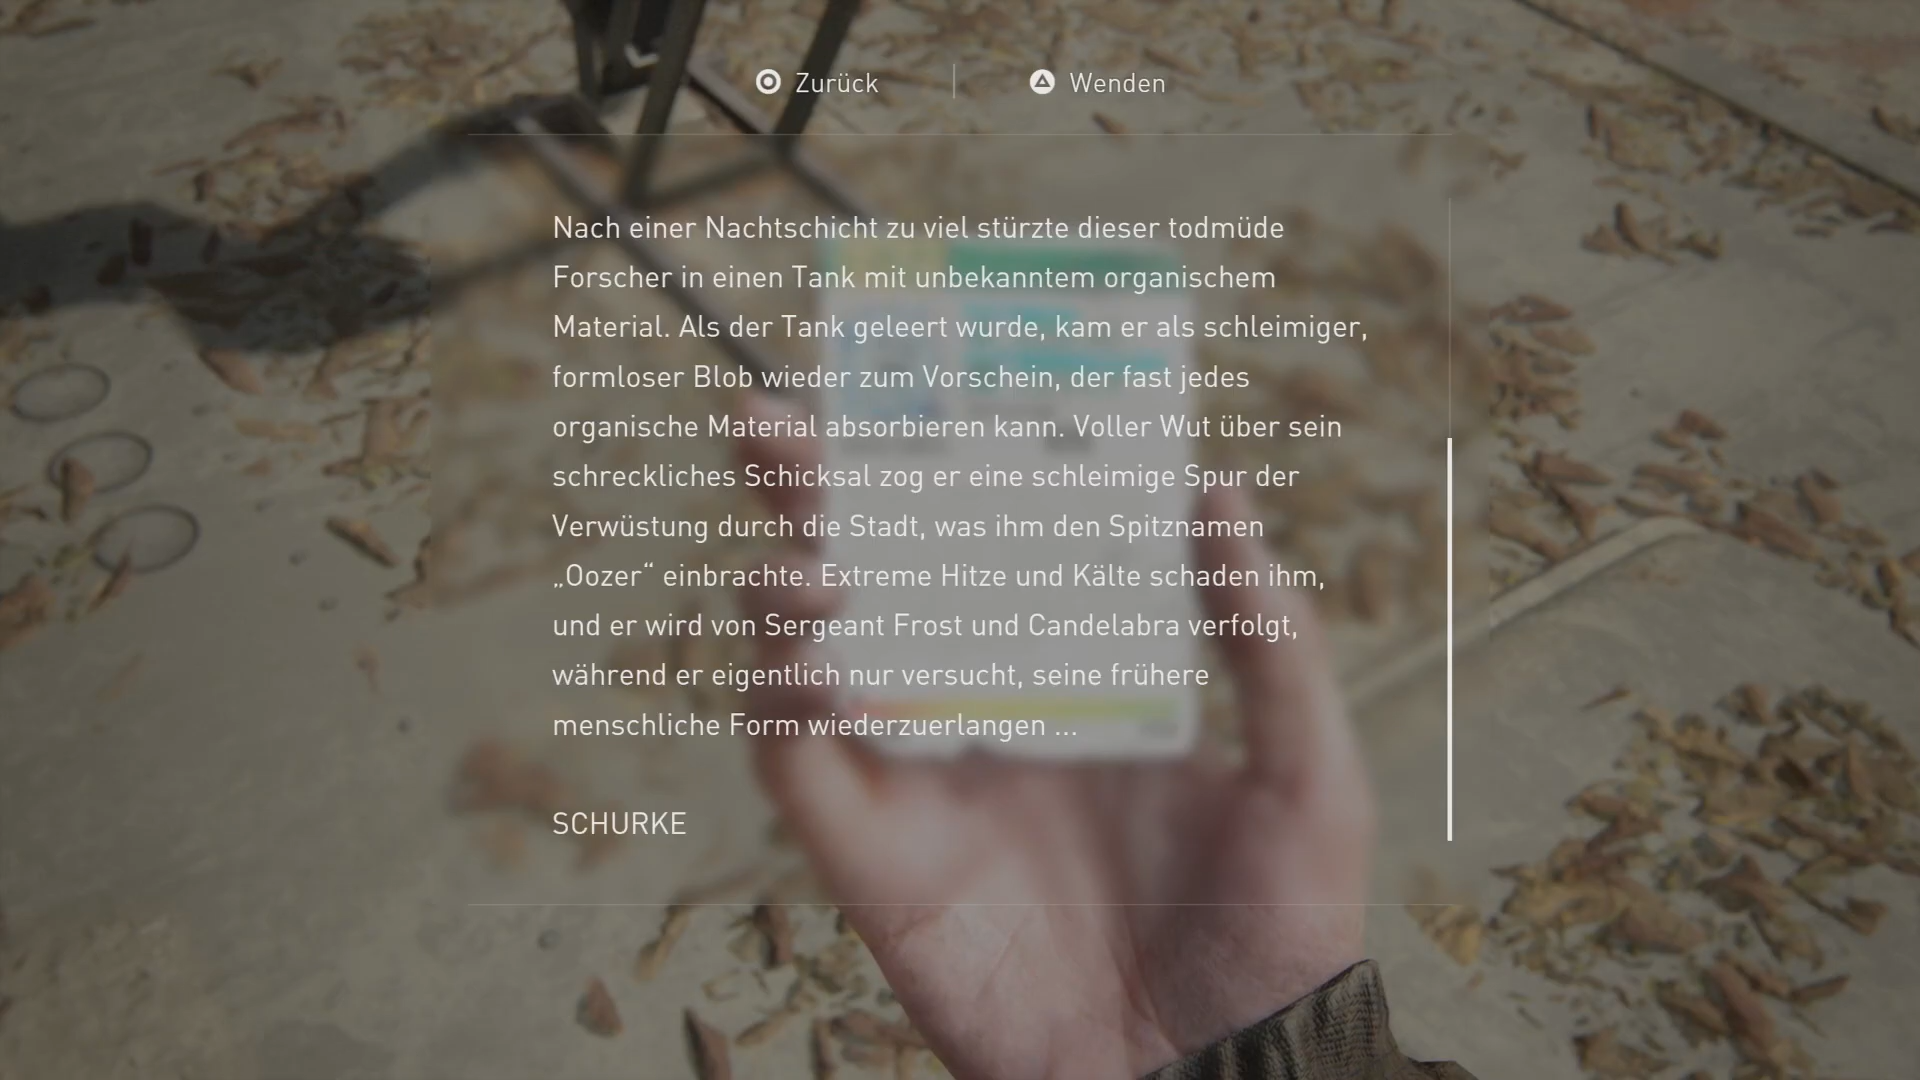 Zurück
Wenden
Nach einer Nachtschicht zu viel stürzte dieser todmüde
Forscher in einen Tank mit unbekanntem organischem
Material. Als der Tank geleert wurde, kam er als schleimiger,
formloser Blob wieder zum Vorschein, der fast jedes
organische Material absorbieren kann. Voller Wut über sein
schreckliches Schicksal zog er eine schleimige Spur der
Verwüstung durch die Stadt, was ihm den Spitznamen
„Oozer“ einbrachte. Extreme Hitze und Kälte schaden ihm,
und er wird von Sergeant Frost und Candelabra verfolgt,
während er eigentlich nur versucht, seine frühere
menschliche Form wiederzuerlangen ...
SCHURKE